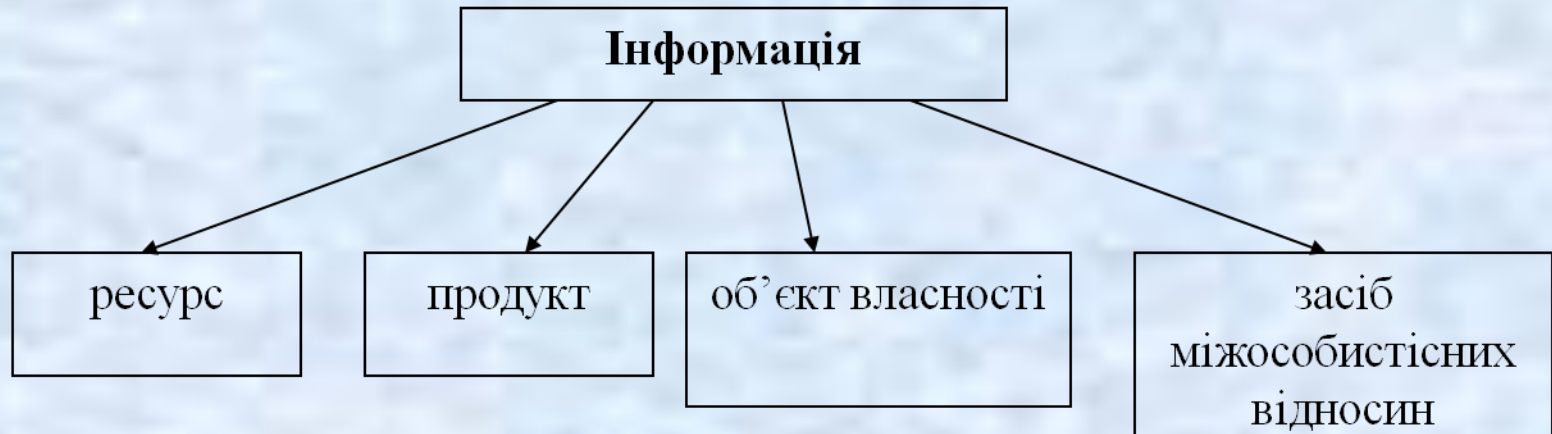 Інформація
ресурс
продукт
об’єкт власності
засіб
міжособистісних
відносин